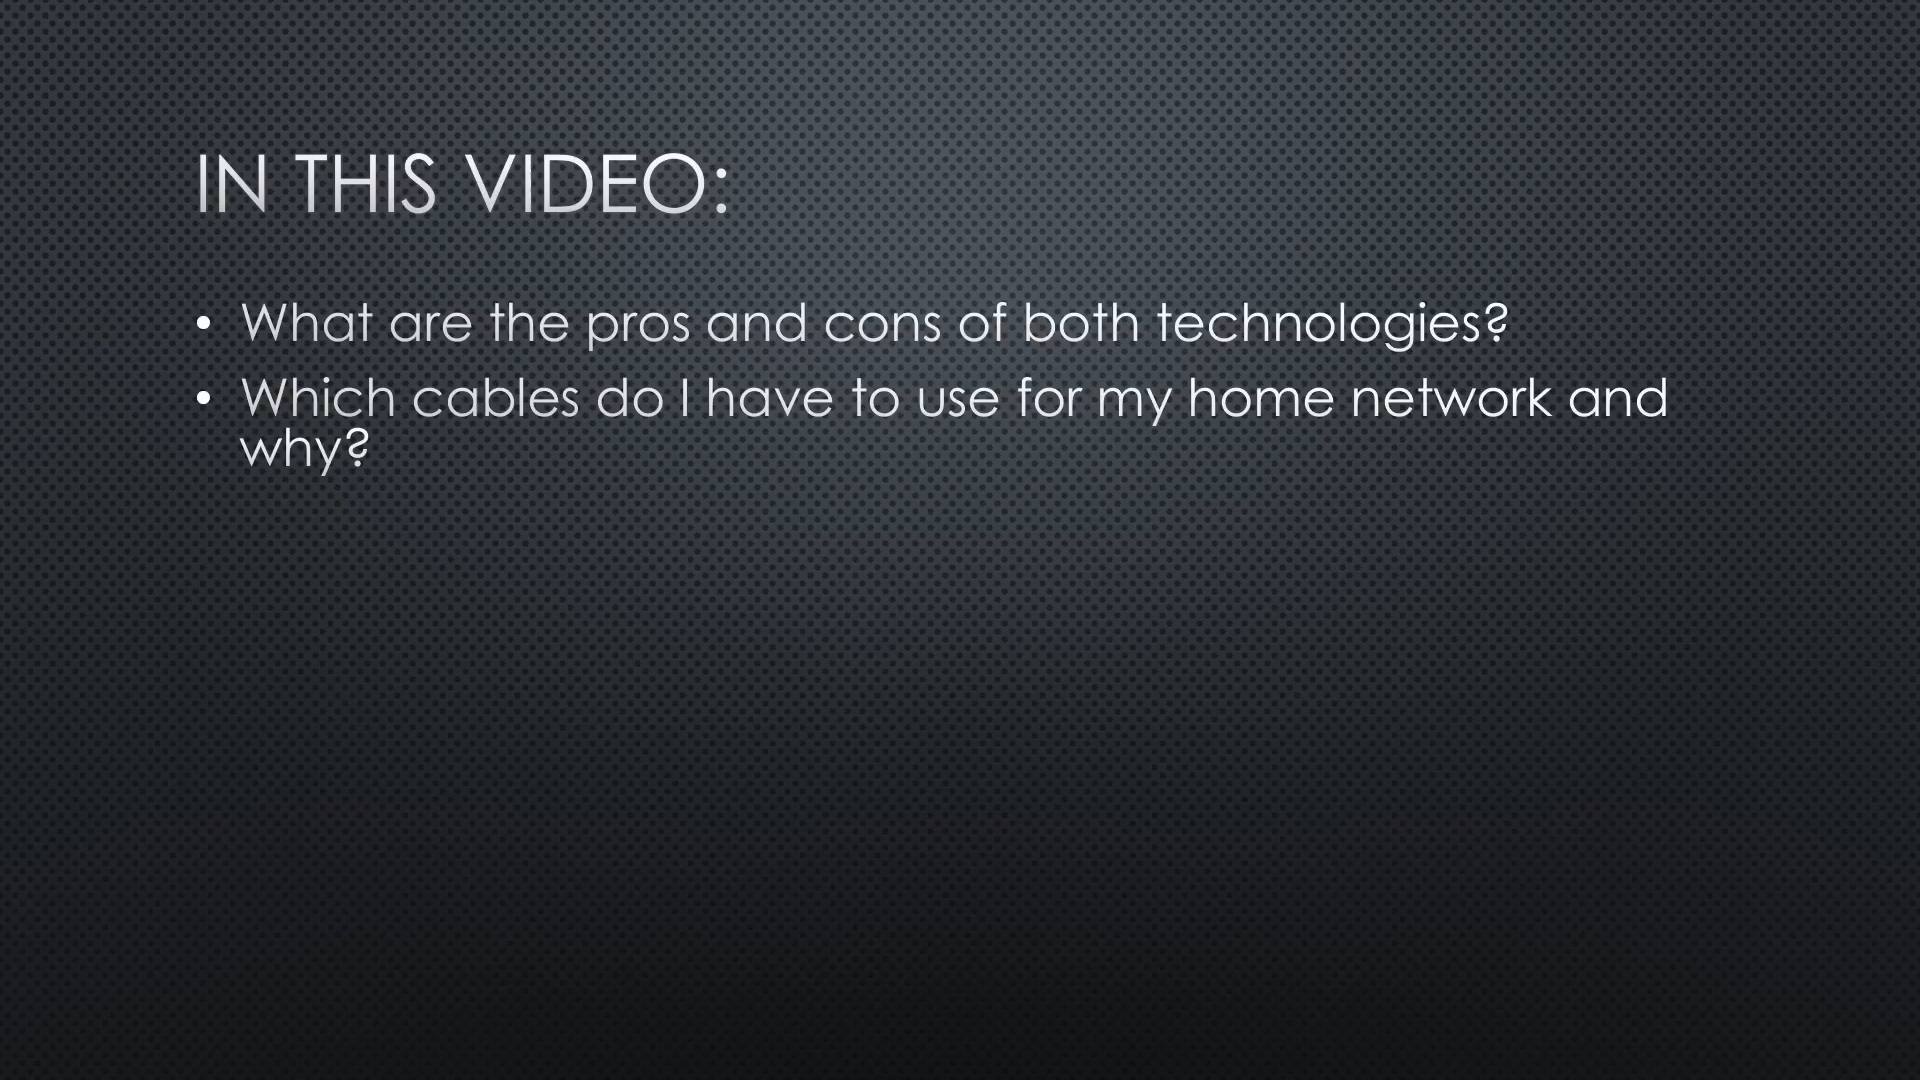 IN THIS VIDEO:
• What are the pros and cons of both technologies?
• Which cables do I have to use for my home network and
why?